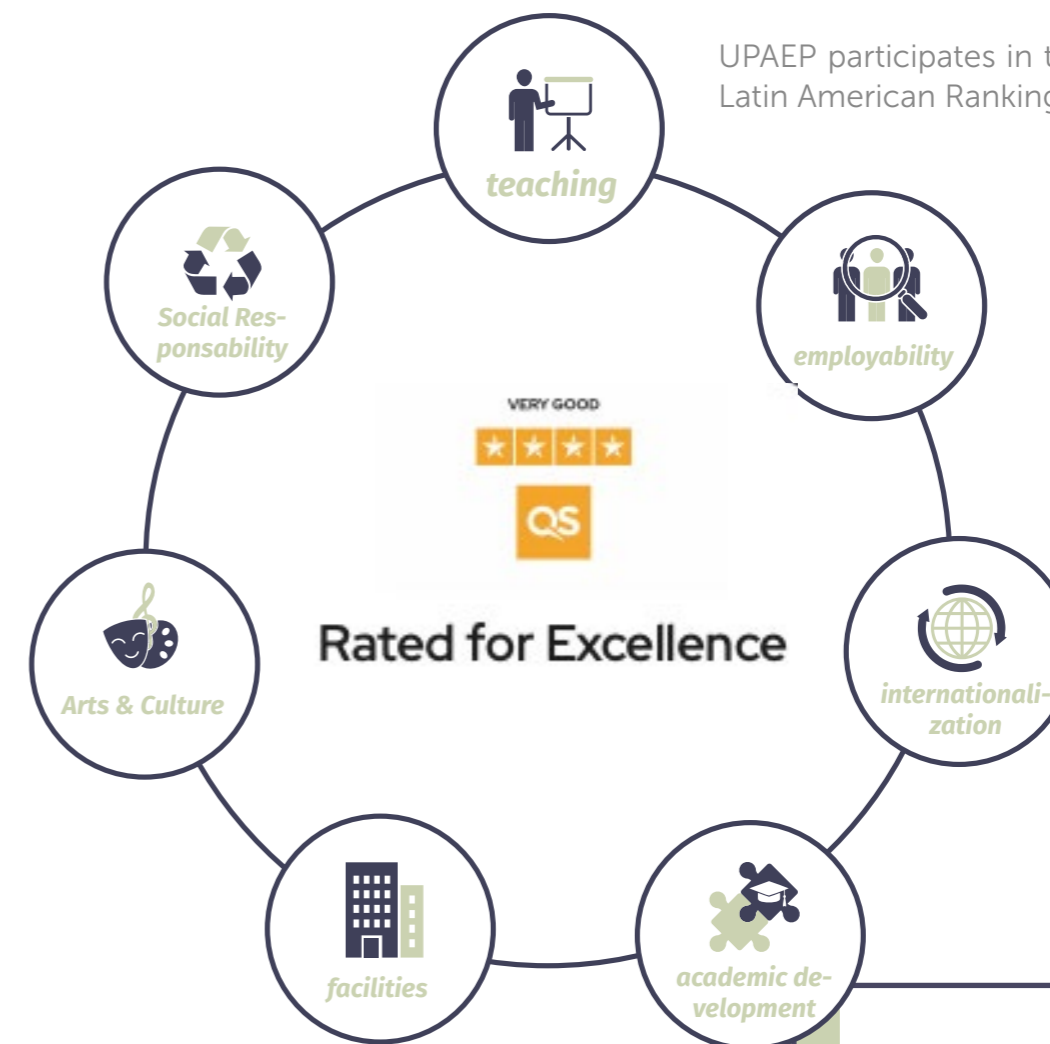 UPAEP participates in t
Latin American Ranking
teaching
Social Res-
ponsability
employability
VERY GOOD
QS
Rated for Excellence
Arts & Culture
internationali-
zation
facilities
academic de-
velopment